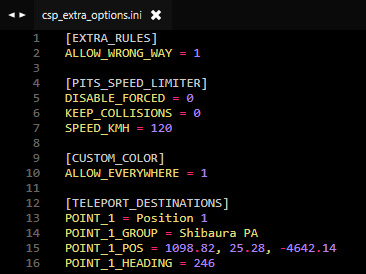 csp_extra_options.ini
1 [EXTRA_RULES]
2 ALLOW_WRONG_WAY = 1
3
4 [PITS_SPEED_LIMITER]
5 DISABLE_FORCED = 0
6 KEEP_COLLISIONS = 0
7 SPEED_KMH = 120
8
9 [CUSTOM_COLOR]
10 ALLOW_EVERYWHERE = 1
11
12 [TELEPORT_DESTINATIONS]
13 POINT_1 = Position 1
14 POINT_1_GROUP = Shibaura PA
15 POINT_1_POS = 1098.82, 25.28, -4642.14
16 POINT_1_HEADING = 246